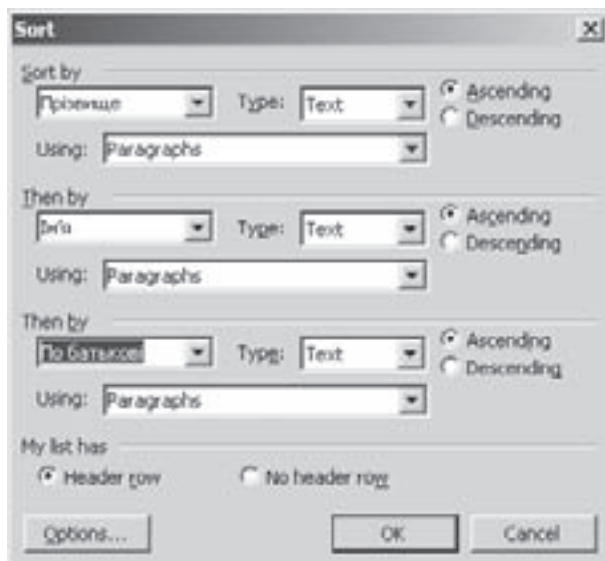 Sort
Sort by
Прізвище Type: Text Ascending
Descending
Using: Paragraphs
Then by
Ім'я Type: Text Ascending
Descending
Using: Paragraphs
Then by
По батькові Type: Text Ascending
Descending
Using: Paragraphs
My list has
Header row No header row
Options... OK Cancel